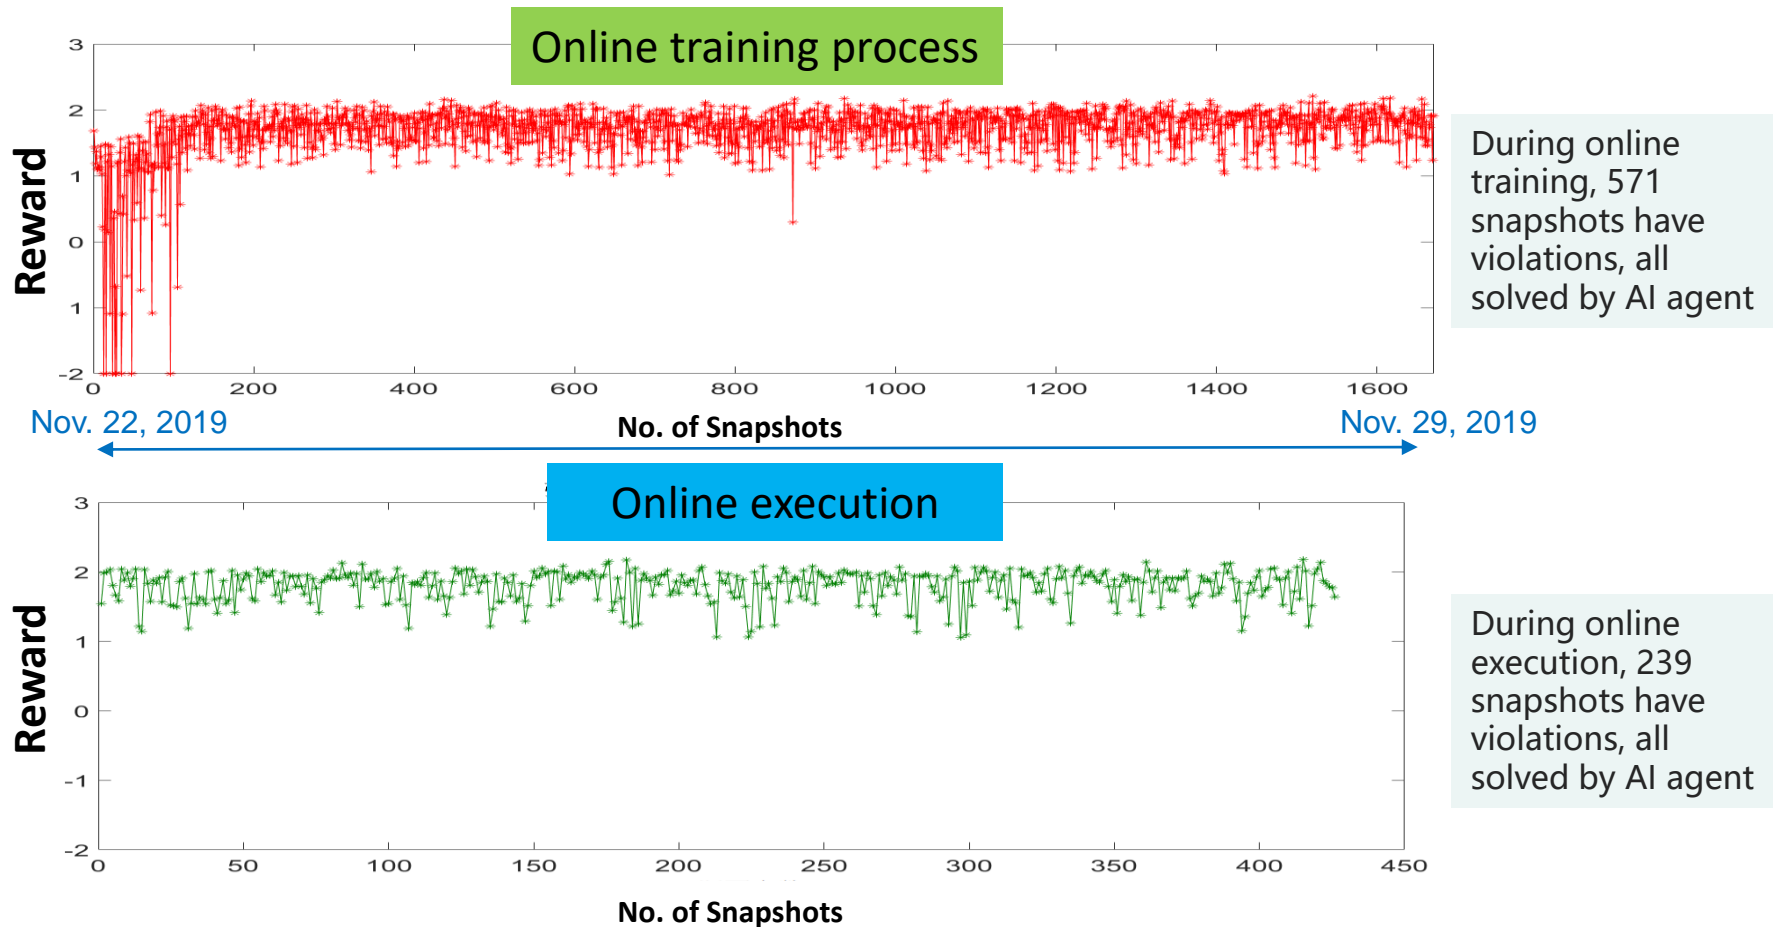 Online training process
3
2
1
0
1
-2
Reward
0 200 400 600 800 1000 1200 1400 1600
Nov. 22, 2019
No. of Snapshots
Nov. 29, 2019
During online
training, 571
snapshots have
violations, all
solved by AI agent
Online execution
3
2
1
0
-1
-2
Reward
0 50 100 150 200 250 300 350 400 450
No. of Snapshots
During online
execution, 239
snapshots have
violations, all
solved by AI agent